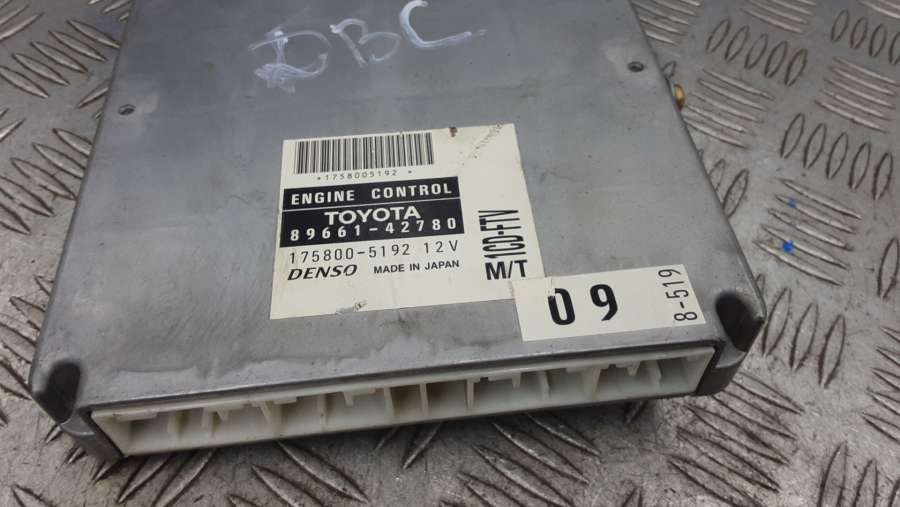 DBC
*1758005192*
ENGINE CONTROL
TOYOTA
89661-42780
175800-5192 12V
DENSO MADE IN JAPAN
1CD-FTV
M/T
09
8-519